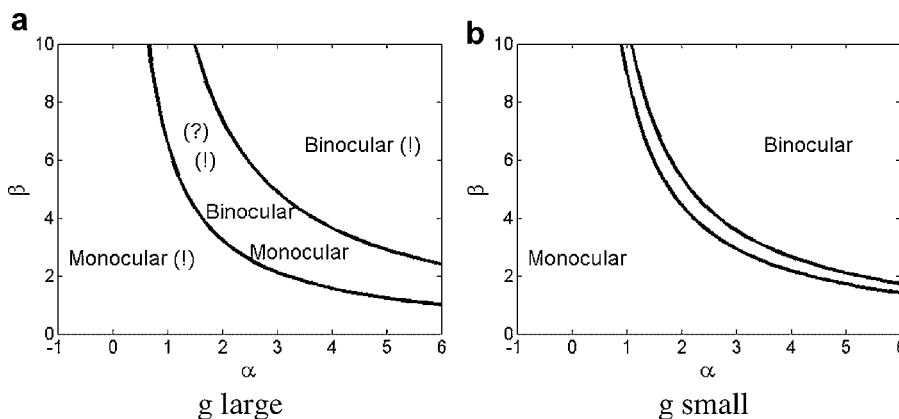 a
10
8
6
4
2
0
β
(?)
(!)
Binocular (!)
Binocular
Monocular
Monocular (!)
-1 0 1 2 3 4 5 6
α
g large
b
10
8
6
4
2
0
β
Binocular
Monocular
-1 0 1 2 3 4 5 6
α
g small